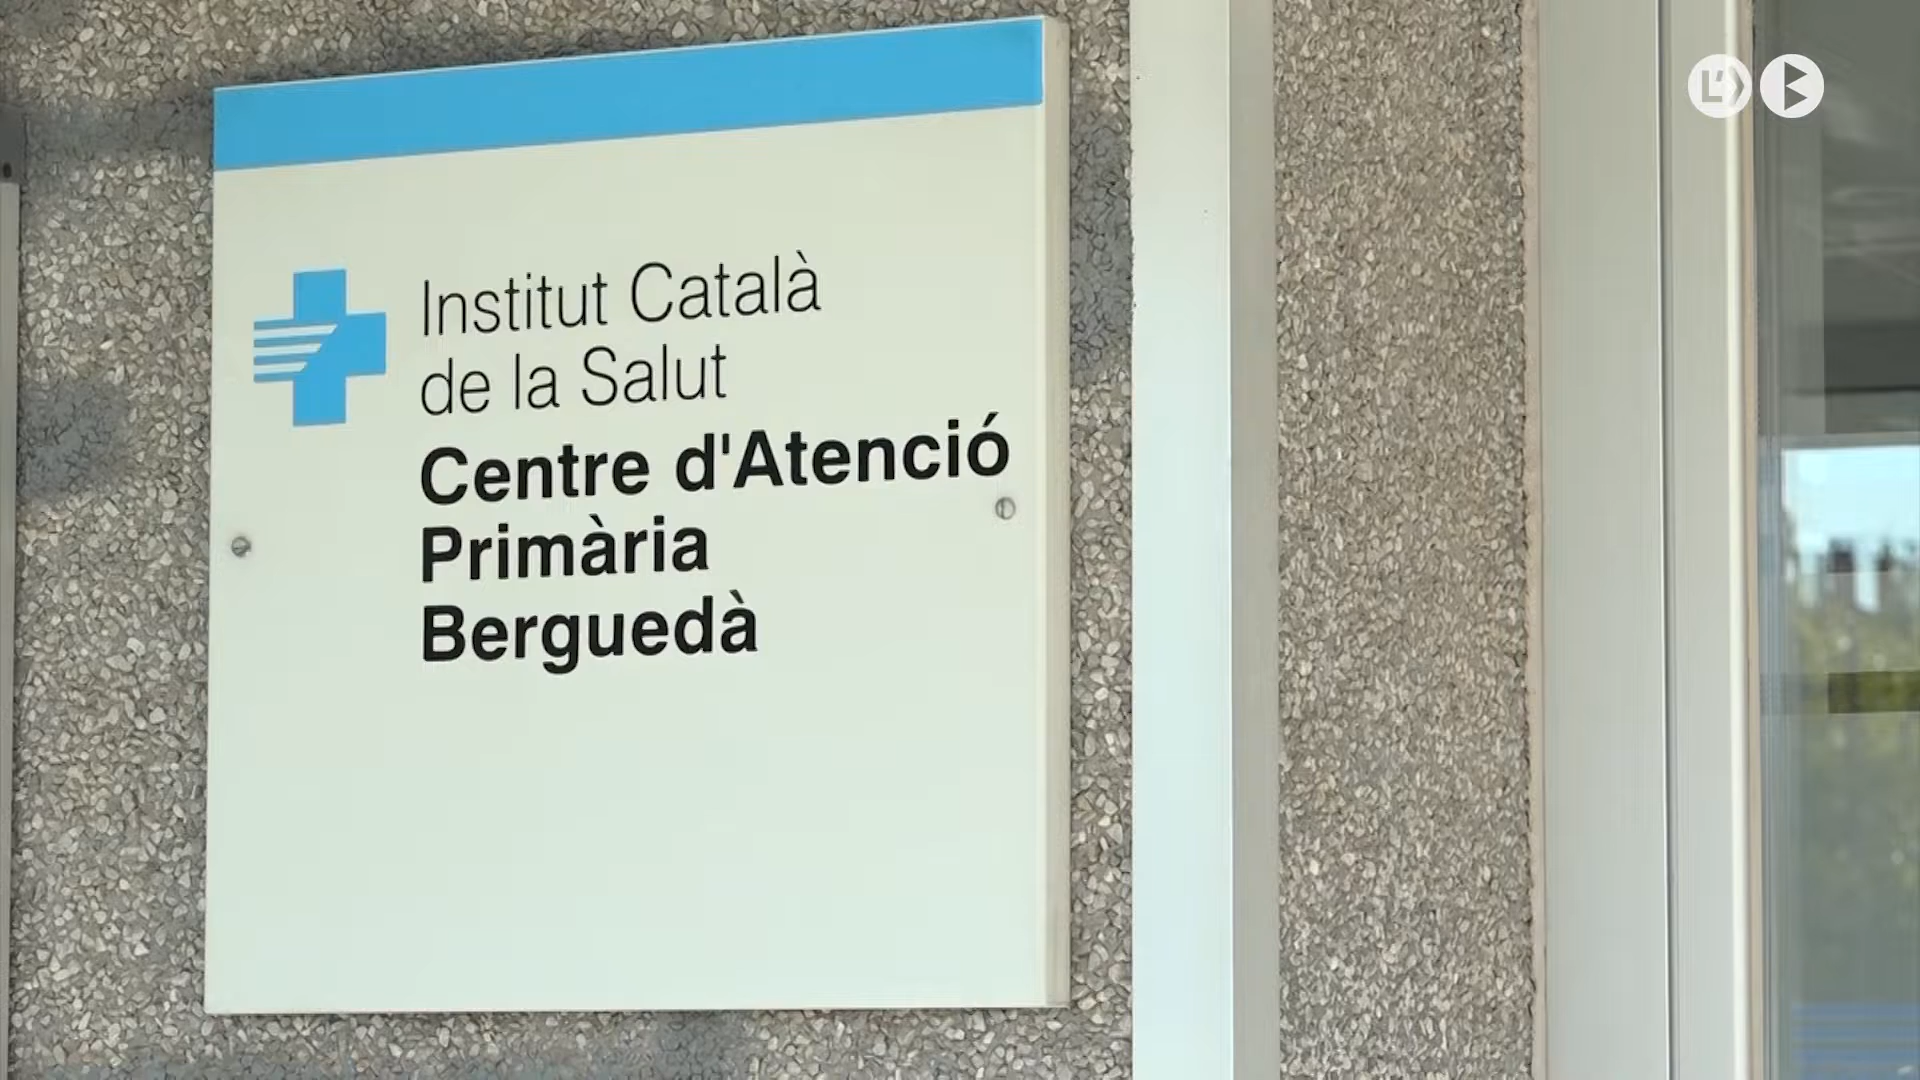 Institut Català
de la Salut
Centre d'Atenció
Primària
Berguedà